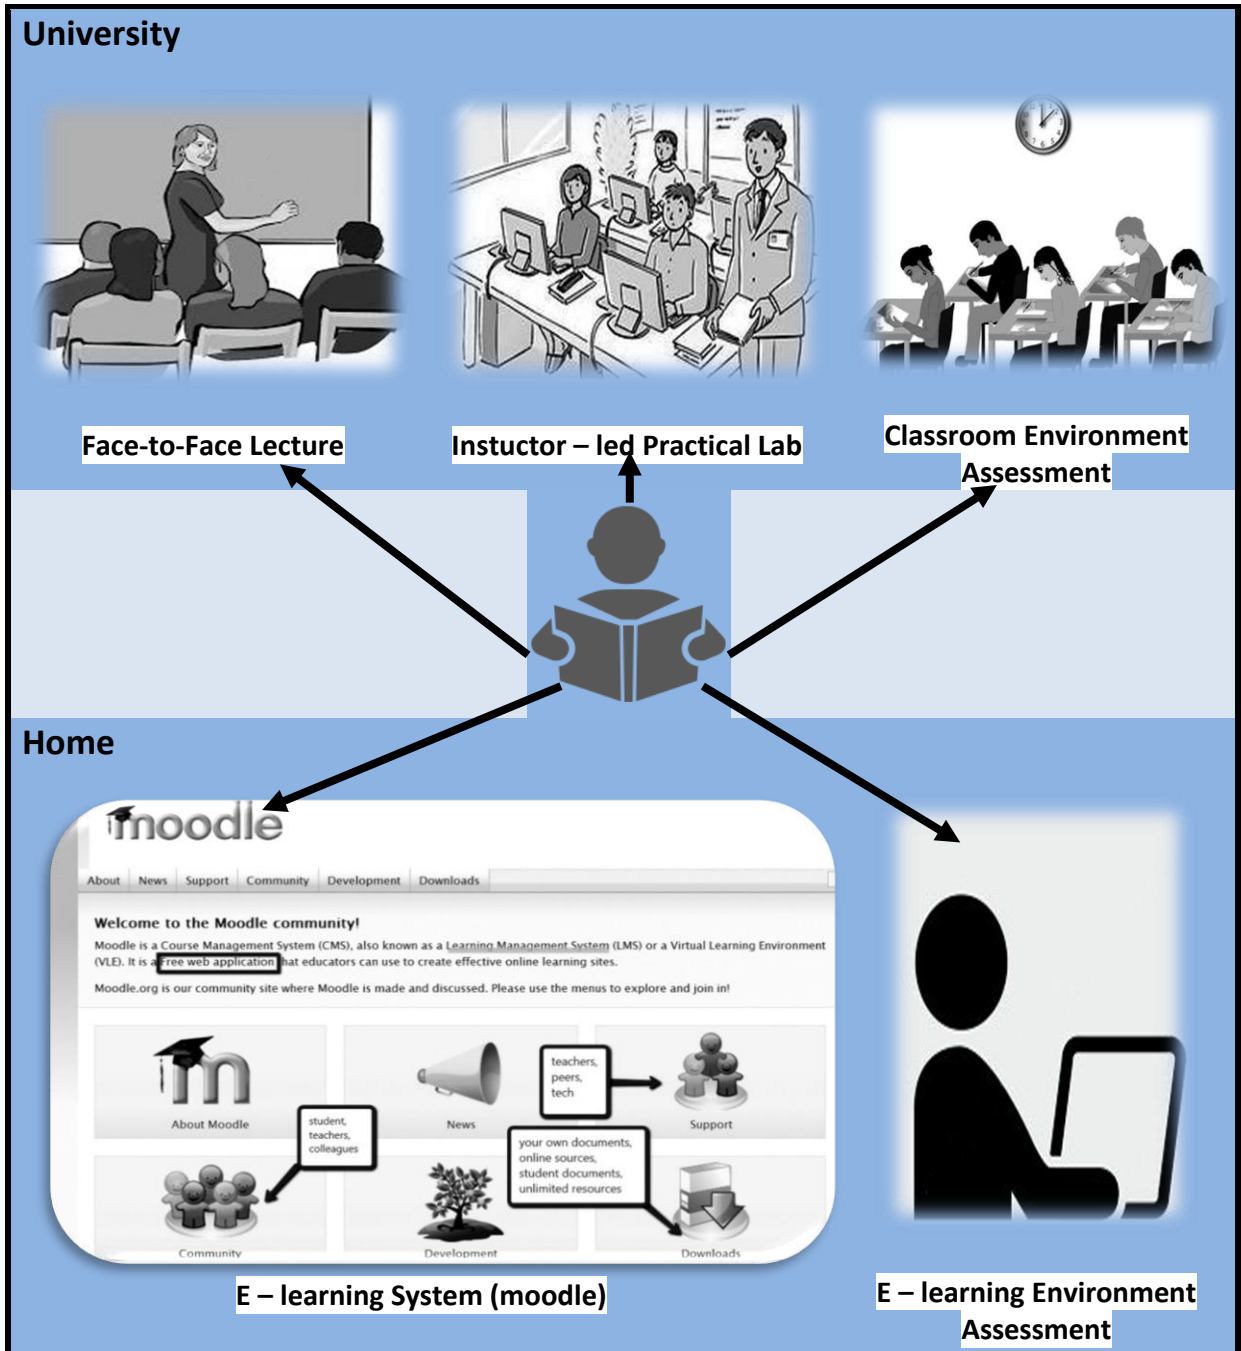 University
Face-to-Face Lecture
Instuctor – led Practical Lab
Classroom Environment
Assessment
Home
moodle
About News Support Community Development Downloads
Welcome to the Moodle community!
Moodle is a Course Management System (CMS), also known as a Learning Management System (LMS) or a Virtual Learning Environment
(VLE). It is a Free web application that educators can use to create effective online learning sites.
Moodle.org is our community site where Moodle is made and discussed. Please use the menus to explore and join in!
m
About Moodle
News
teachers,
peers,
tech
Support
student,
teachers,
colleagues
Community
Development
your own documents,
online sources,
student documents,
unlimited resources
Downloads
E – learning System (moodle)
E – learning Environment
Assessment